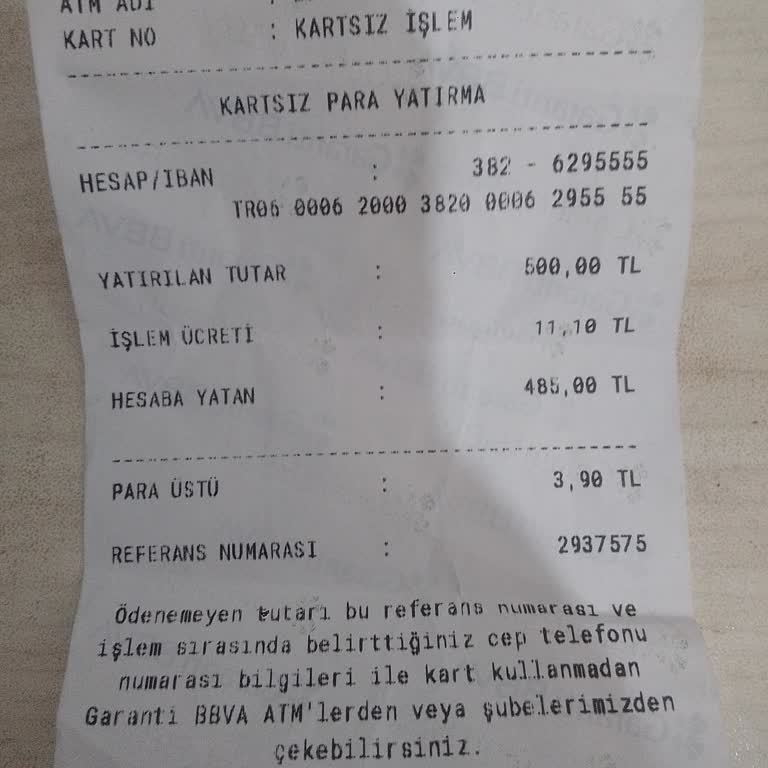 ATM ADI :
KART NO : KARTSIZ İŞLEM
KARTSIZ PARA YATIRMA
HESAP/IBAN : 382 - 6295555
TR06 0006 2000 3820 0006 2955 55
YATIRILAN TUTAR : 500,00 TL
İŞLEM ÜCRETİ : 11,10 TL
HESABA YATAN : 485,00 TL
PARA ÜSTÜ : 3,90 TL
REFERANS NUMARASI : 2937575
Ödenemeyen tutarı bu referans numarası ve
işlem sırasında belirttiğiniz cep telefonu
numarası bilgileri ile kart kullanmadan
Garanti BBVA ATM'lerden veya şubelerimizden
çekebilirsiniz.